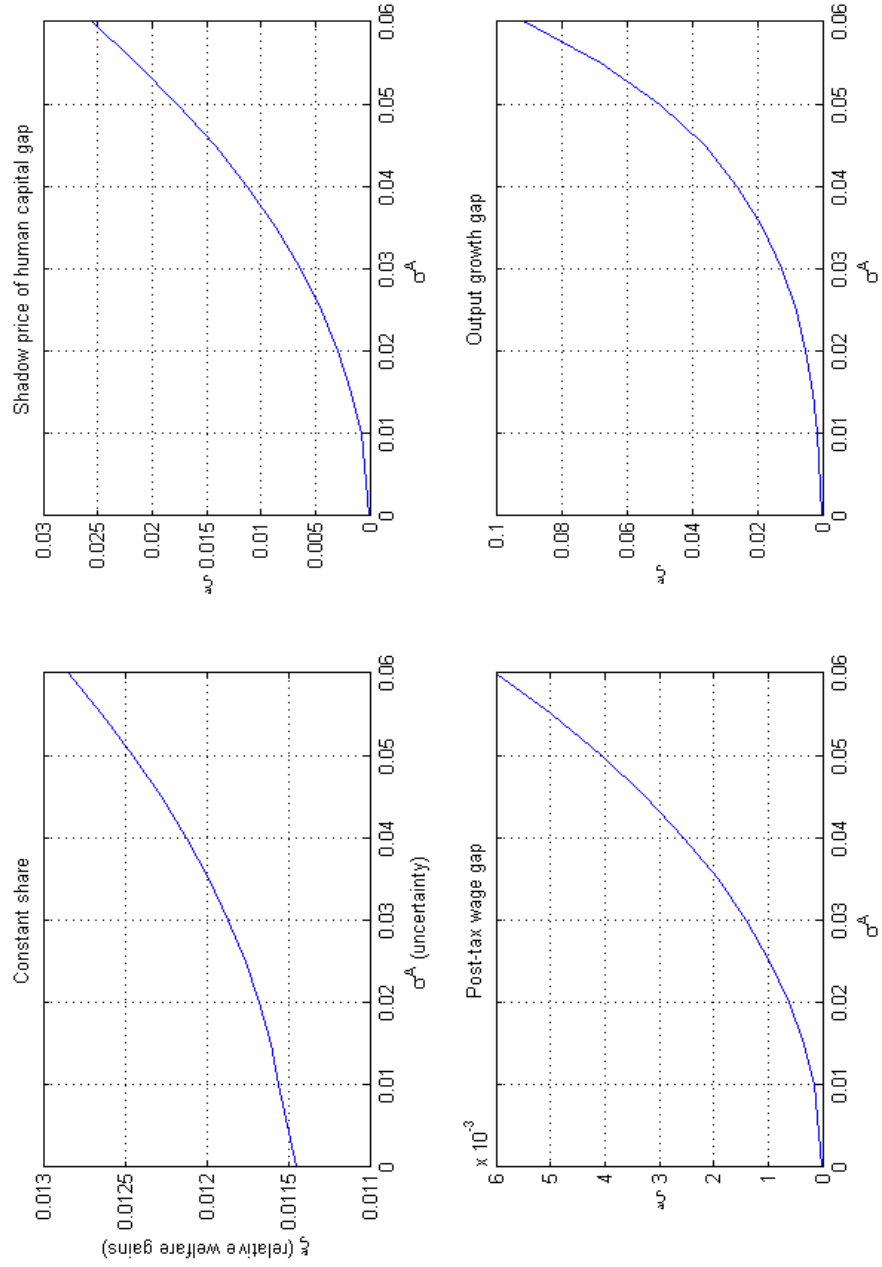 Constant share
ξ (relative welfare gains)
0.013
0.0125
0.012
0.0115
0.011
0 0.01 0.02 0.03 0.04 0.05 0.06
σ^A (uncertainty)
Shadow price of human capital gap
ξ
0.03
0.025
0.02
0.015
0.01
0.005
0
0 0.01 0.02 0.03 0.04 0.05 0.06
σ^A
x 10^-3
Post-tax wage gap
ξ
6
5
4
3
2
1
0
0 0.01 0.02 0.03 0.04 0.05 0.06
σ^A
Output growth gap
ξ
0.1
0.08
0.06
0.04
0.02
0
0 0.01 0.02 0.03 0.04 0.05 0.06
σ^A